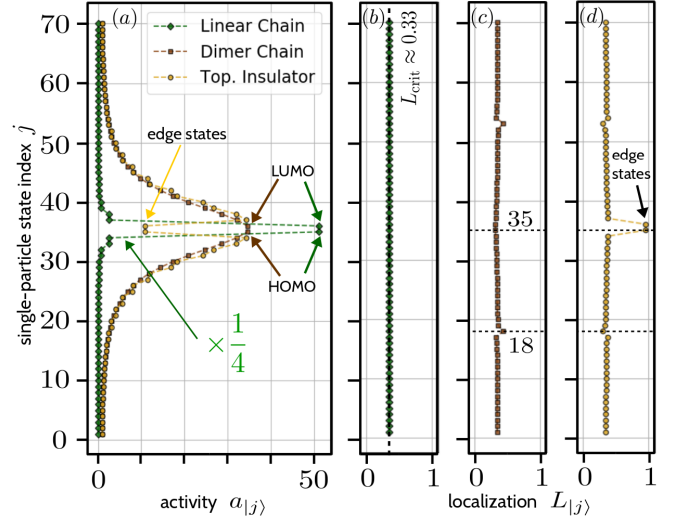 (a)
Linear Chain
Dimer Chain
Top. Insulator
edge states
LUMO
HOMO
× 1/4
70
60
50
40
30
20
10
0
single-particle state index j
0
50
activity a|j⟩
(b)
Lcrit ≈ 0.33
0
1
(c)
35
18
0
1
(d)
edge
states
0
1
localization L|j⟩